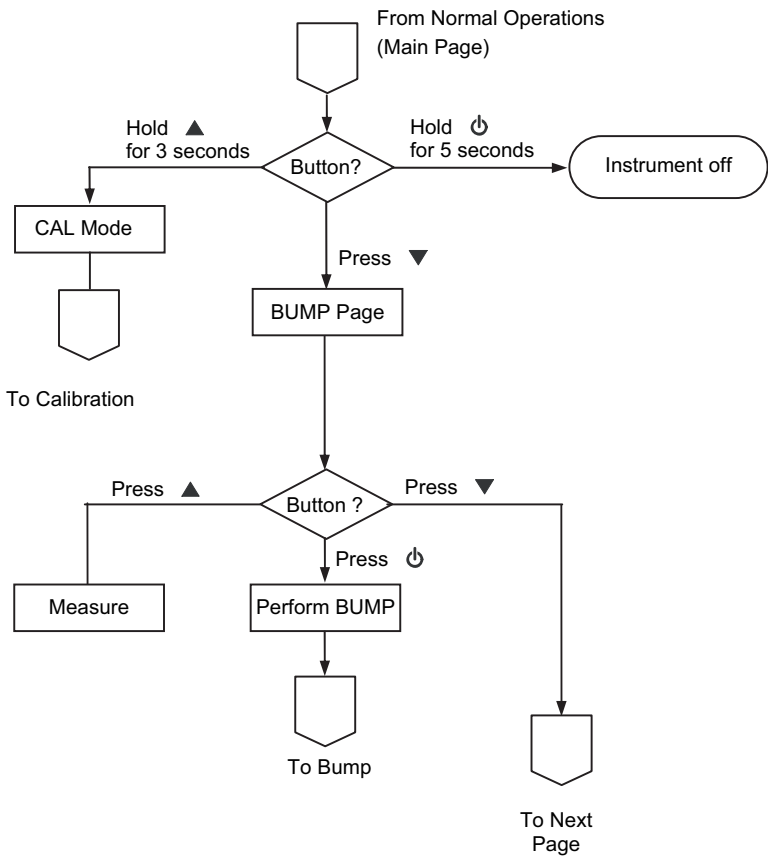 From Normal Operations
(Main Page)
Hold ▲
for 3 seconds
Button?
Hold ⏻
for 5 seconds
Instrument off
CAL Mode
Press ▼
BUMP Page
To Calibration
Press ▲
Button ?
Press ▼
Press ⏻
Measure
Perform BUMP
To Bump
To Next
Page